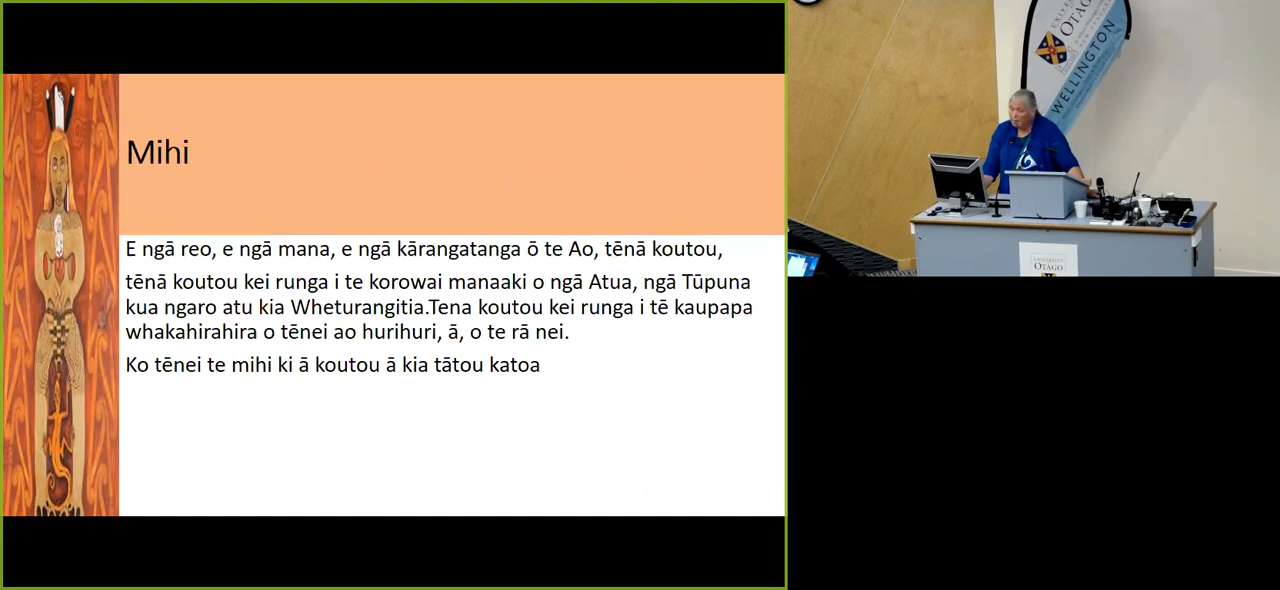 Mihi
E ngā reo, e ngā mana, e ngā kārangatanga ō te Ao, tēnā koutou,
tēnā koutou kei runga i te korowai manaaki o ngā Atua, ngā Tūpuna
kua ngaro atu kia Wheturangitia.Tena koutou kei runga i tē kaupapa
whakahirahira o tēnei ao hurihuri, ā, o te rā nei.
Ko tēnei te mihi ki ā koutou ā kia tātou katoa
OTAGO
WELLINGTON
UNIVERSITY
OTAGO